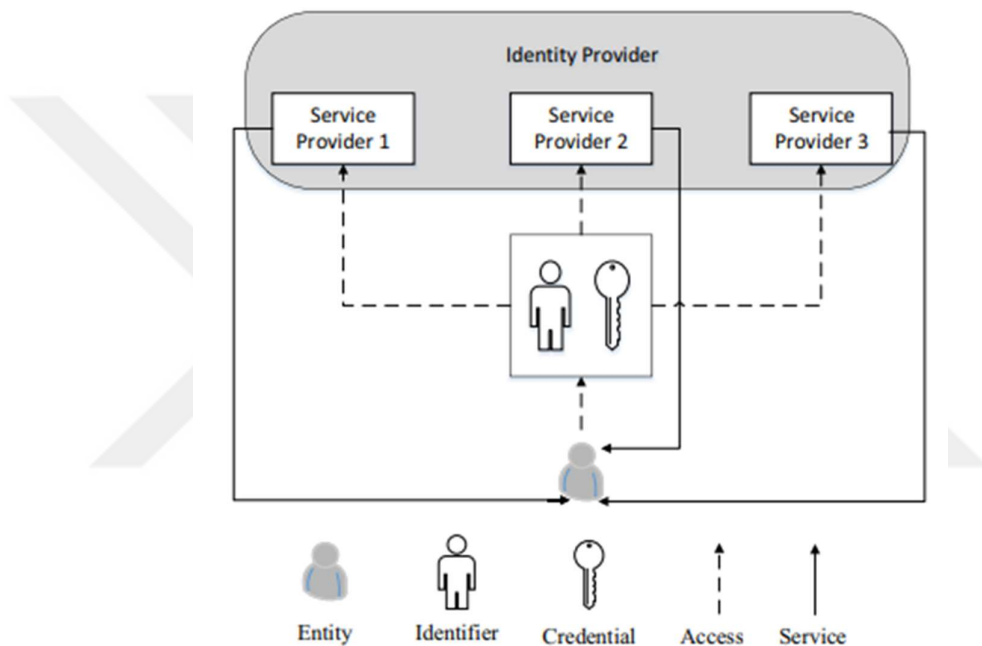 Identity Provider
Service
Provider 1
Service
Provider 2
Service
Provider 3
Entity
Identifier
Credential
Access
Service